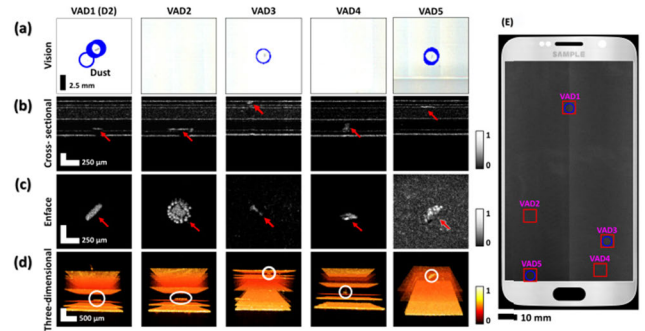 VAD1 (D2) VAD2 VAD3 VAD4 VAD5
(a) Vision
Dust
2.5 mm
(b) Cross- sectional
250 µm
1
0
(c) Enface
250 µm
1
0
(d) Three-dimensional
500 µm
1
0
(E)
SAMPLE
VAD1
VAD2
VAD3
VAD5
VAD4
10 mm